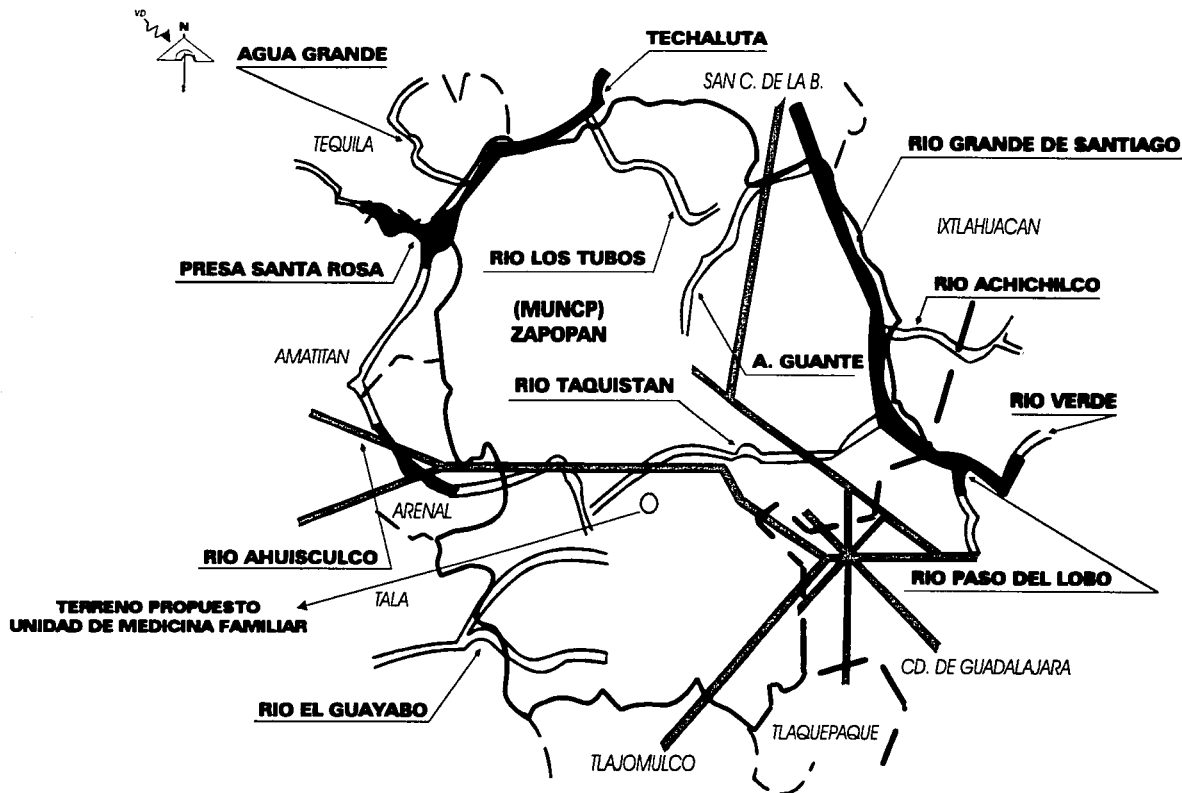 VD
N
AGUA GRANDE
TECHALUTA
SAN C. DE LA B.
TEQUILA
RIO GRANDE DE SANTIAGO
IXTLAHUACAN
PRESA SANTA ROSA
RIO LOS TUBOS
RIO ACHICHILCO
(MUNCP)
ZAPOPAN
AMATITAN
A. GUANTE
RIO TAQUISTAN
RIO VERDE
ARENAL
RIO AHUISCULCO
RIO PASO DEL LOBO
TALA
TERRENO PROPUESTO
UNIDAD DE MEDICINA FAMILIAR
CD. DE GUADALAJARA
RIO EL GUAYABO
TLAQUEPAQUE
TLAJOMULCO